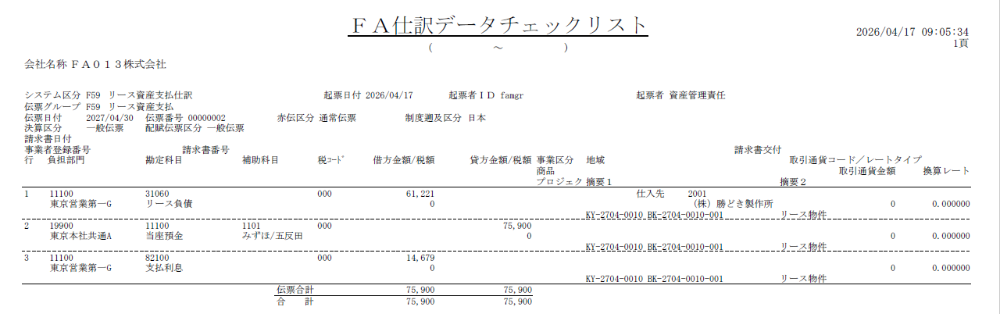 ＦＡ仕訳データチェックリスト
2026/04/17 09:05:34
（　　　　　　～　　　　　　）
1頁
会社名称 ＦＡ０１３株式会社
システム区分 F59 リース資産支払仕訳 起票日付 2026/04/17 起票者ＩＤ famgr 起票者 資産管理責任
伝票グループ F59 リース資産支払
伝票日付 2027/04/30 伝票番号 00000002 赤伝区分 通常伝票 制度遡及区分 日本
決算区分 一般伝票 配賦伝票区分 一般伝票
請求書日付
事業者登録番号 請求書番号 請求書交付
行 負担部門 勘定科目 補助科目 税ｺｰﾄﾞ 借方金額/税額 貸方金額/税額 事業区分 地域 取引通貨コード／レートタイプ
商品 取引通貨金額 換算レート
プロジェク 摘要１ 摘要２
1 11100 31060 000 61,221 仕入先 2001
東京営業第一G リース負債 0 （株）勝どき製作所 0 0.000000
KY-2704-0010 BK-2704-0010-001 リース物件
2 19900 11100 1101 000 75,900
東京本社共通A 当座預金 みずほ/五反田 0 0 0.000000
KY-2704-0010 BK-2704-0010-001 リース物件
3 11100 82100 000 14,679
東京営業第一G 支払利息 0 0 0.000000
KY-2704-0010 BK-2704-0010-001 リース物件
伝票合計 75,900 75,900
合　計 75,900 75,900